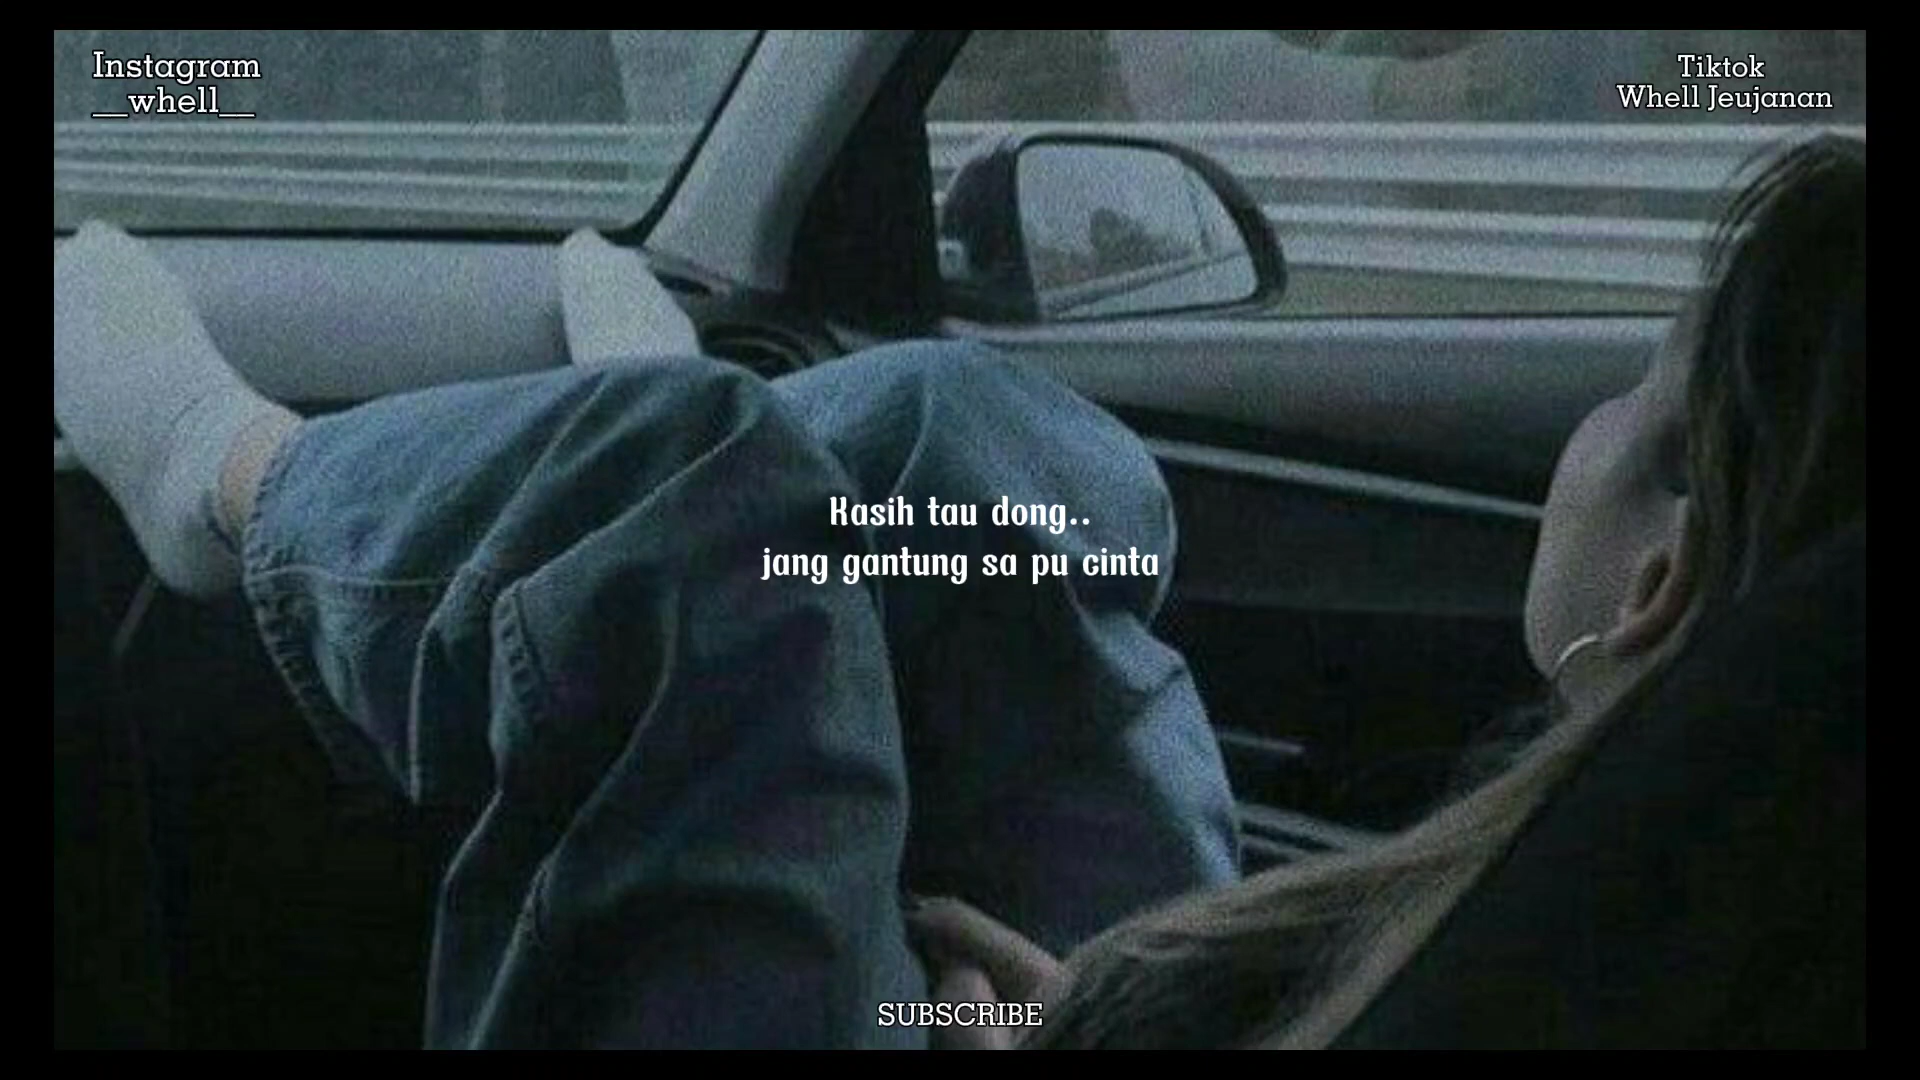 Instagram
__whell__
Tiktok
Whell Jeujanan
Kasih tau dong..
jang gantung sa pu cinta
SUBSCRIBE